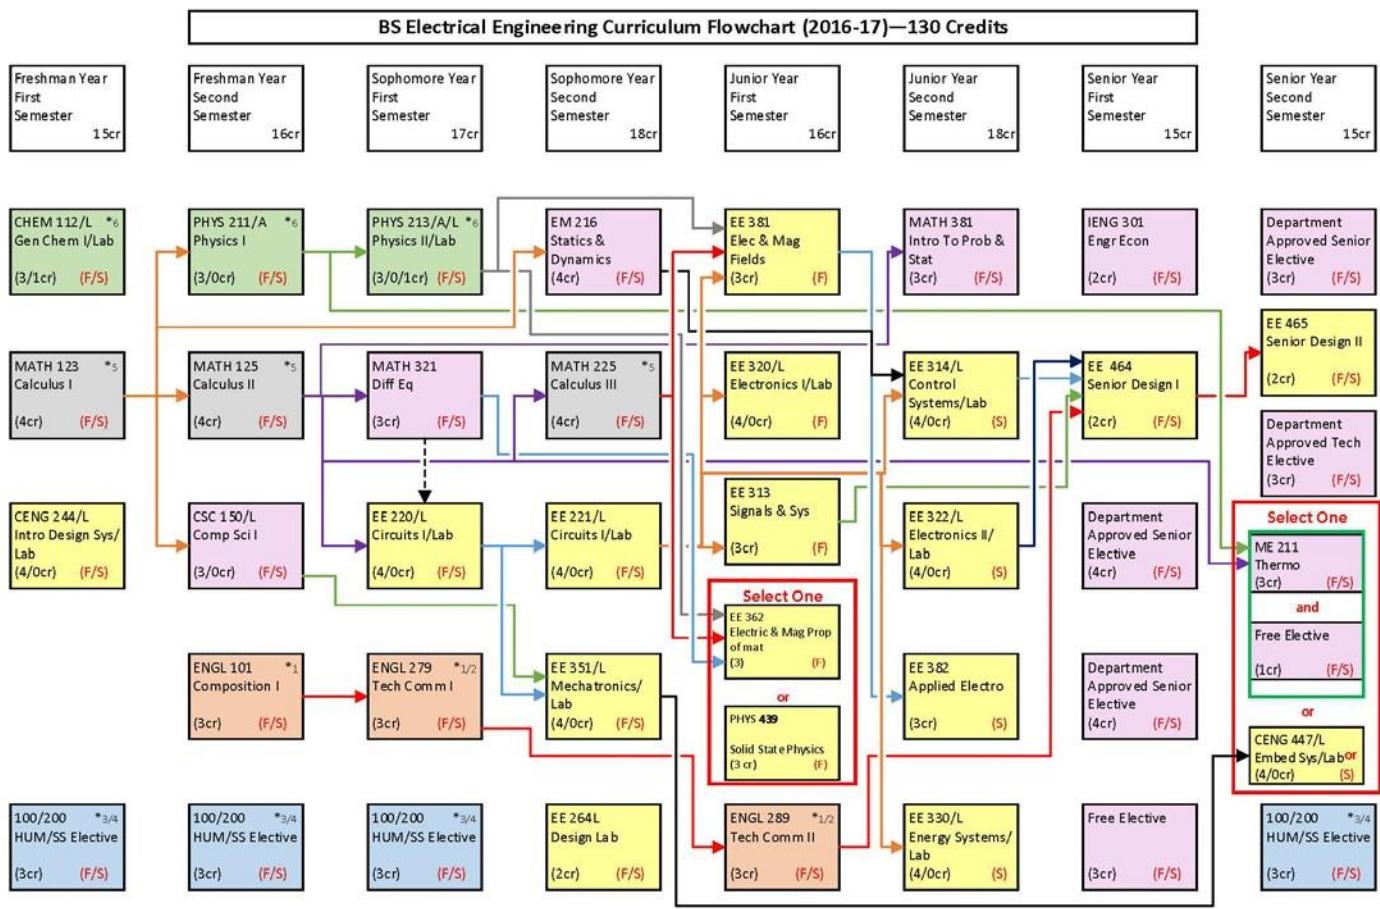 BS Electrical Engineering Curriculum Flowchart (2016-17)—130 Credits
Freshman Year
First
Semester
15cr
Freshman Year
Second
Semester
16cr
Sophomore Year
First
Semester
17cr
Sophomore Year
Second
Semester
18cr
Junior Year
First
Semester
16cr
Junior Year
Second
Semester
18cr
Senior Year
First
Semester
15cr
Senior Year
Second
Semester
15cr
CHEM 112/L *6
Gen Chem I/Lab
(3/1cr) (F/S)
PHYS 211/A *6
Physics I
(3/0cr) (F/S)
PHYS 213/A/L *6
Physics II/Lab
(3/0/1cr) (F/S)
EM 216
Statics &
Dynamics
(4cr) (F/S)
EE 381
Elec & Mag
Fields
(3cr) (F)
MATH 381
Intro To Prob &
Stat
(3cr) (F/S)
IENG 301
Engr Econ
(2cr) (F/S)
Department
Approved Senior
Elective
(3cr) (F/S)
EE 465
Senior Design II
(2cr) (F/S)
MATH 123 *5
Calculus I
(4cr) (F/S)
MATH 125 *5
Calculus II
(4cr) (F/S)
MATH 321
Diff Eq
(3cr) (F/S)
MATH 225 *5
Calculus III
(4cr) (F/S)
EE 320/L
Electronics I/Lab
(4/0cr) (F)
EE 314/L
Control
Systems/Lab
(4/0cr) (S)
EE 464
Senior Design I
(2cr) (F/S)
Department
Approved Tech
Elective
(3cr) (F/S)
CENG 244/L
Intro Design Sys/
Lab
(4/0cr) (F/S)
CSC 150/L
Comp Sci I
(3/0cr) (F/S)
EE 220/L
Circuits I/Lab
(4/0cr) (F/S)
EE 221/L
Circuits I/Lab
(4/0cr) (F/S)
EE 313
Signals & Sys
(3cr) (F)
EE 322/L
Electronics II/
Lab
(4/0cr) (S)
Department
Approved Senior
Elective
(4cr) (F/S)
Select One
ME 211
Thermo
(3cr) (F/S)
and
Free Elective
(1cr) (F/S)
or
CENG 447/L
Embed Sys/Lab or
(4/0cr) (S)
Select One
EE 362
Electric & Mag Prop
of mat
(3) (F)
or
PHYS 439
Solid State Physics
(3 cr) (F)
ENGL 101 *1
Composition I
(3cr) (F/S)
ENGL 279 *1/2
Tech Comm I
(3cr) (F/S)
EE 351/L
Mechatronics/
Lab
(4/0cr) (F/S)
EE 382
Applied Electro
(3cr) (S)
Department
Approved Senior
Elective
(4cr) (F/S)
100/200 *3/4
HUM/SS Elective
(3cr) (F/S)
100/200 *3/4
HUM/SS Elective
(3cr) (F/S)
100/200 *3/4
HUM/SS Elective
(3cr) (F/S)
EE 264L
Design Lab
(2cr) (F/S)
ENGL 289 *1/2
Tech Comm II
(3cr) (F/S)
EE 330/L
Energy Systems/
Lab
(4/0cr) (S)
Free Elective
(3cr) (F/S)
100/200 *3/4
HUM/SS Elective
(3cr) (F/S)